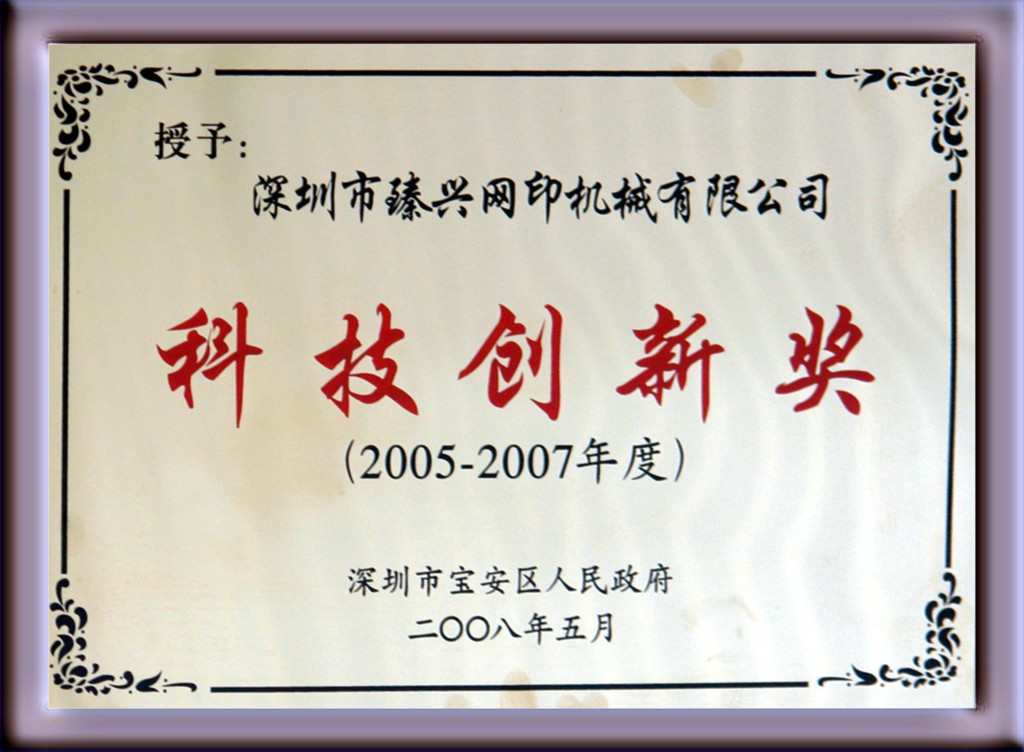 授予：
深圳市臻兴网印机械有限公司
科技创新奖
(2005-2007年度)
深圳市宝安区人民政府
二〇〇八年五月